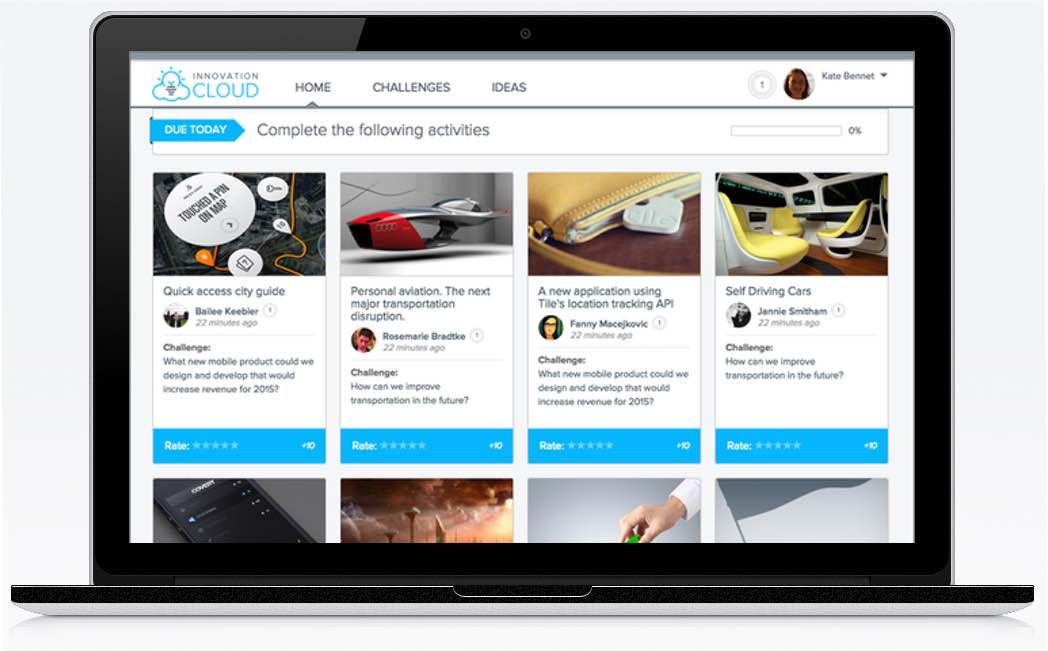 INNOVATION
CLOUD
HOME
CHALLENGES
IDEAS
1
Kate Bennet
DUE TODAY
Complete the following activities
0%
TOUCHED A PIN
ON MAP
Quick access city guide
Bailee Keebler 1
22 minutes ago
Challenge:
What new mobile product could we
design and develop that would
increase revenue for 2015?
Rate:
+10
Personal aviation. The next
major transportation
disruption.
Rosemarie Bradtke 1
22 minutes ago
Challenge:
How can we improve
transportation in the future?
Rate:
+10
tile
A new application using
Tile's location tracking API
Fanny Macejkovic 1
22 minutes ago
Challenge:
What new mobile product could we
design and develop that would
increase revenue for 2015?
Rate:
+10
Self Driving Cars
Jannie Smitham 1
22 minutes ago
Challenge:
How can we improve
transportation in the future?
Rate:
+10
COVERT